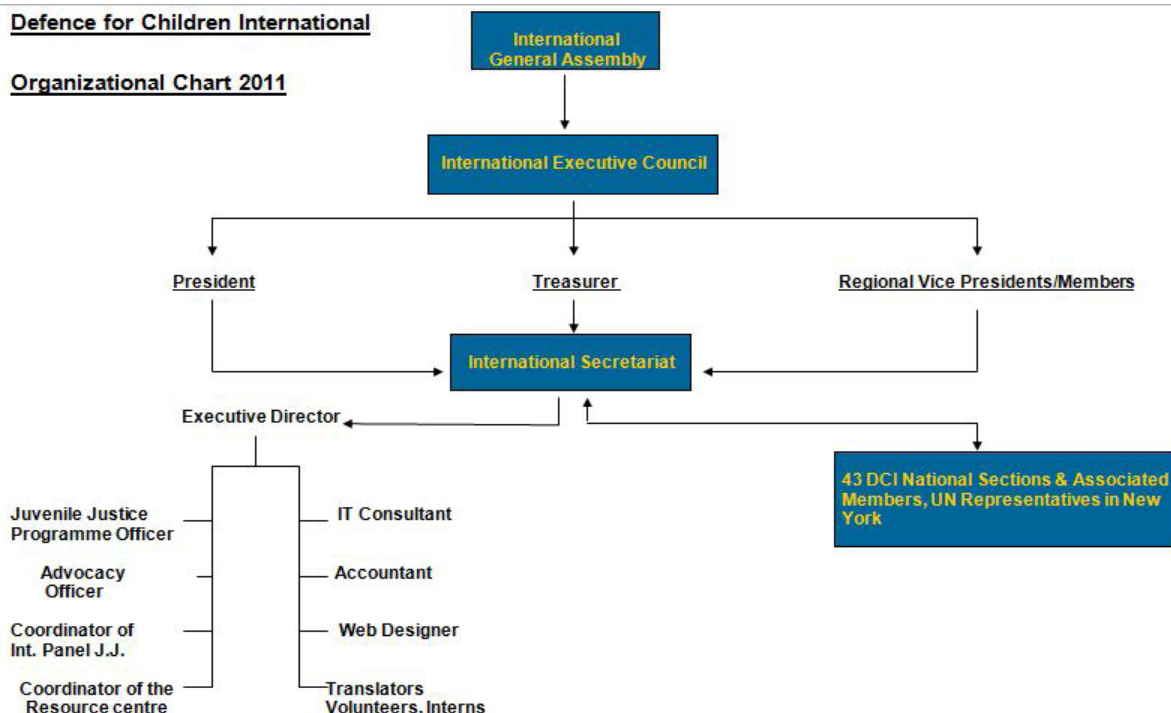 Defence for Children International
Organizational Chart 2011
International
General Assembly
International Executive Council
President
Treasurer
Regional Vice Presidents/Members
International Secretariat
Executive Director
43 DCI National Sections & Associated
Members, UN Representatives in New
York
Juvenile Justice
Programme Officer
IT Consultant
Advocacy
Officer
Accountant
Coordinator of
Int. Panel J.J.
Web Designer
Coordinator of the
Resource centre
Translators
Volunteers, Interns